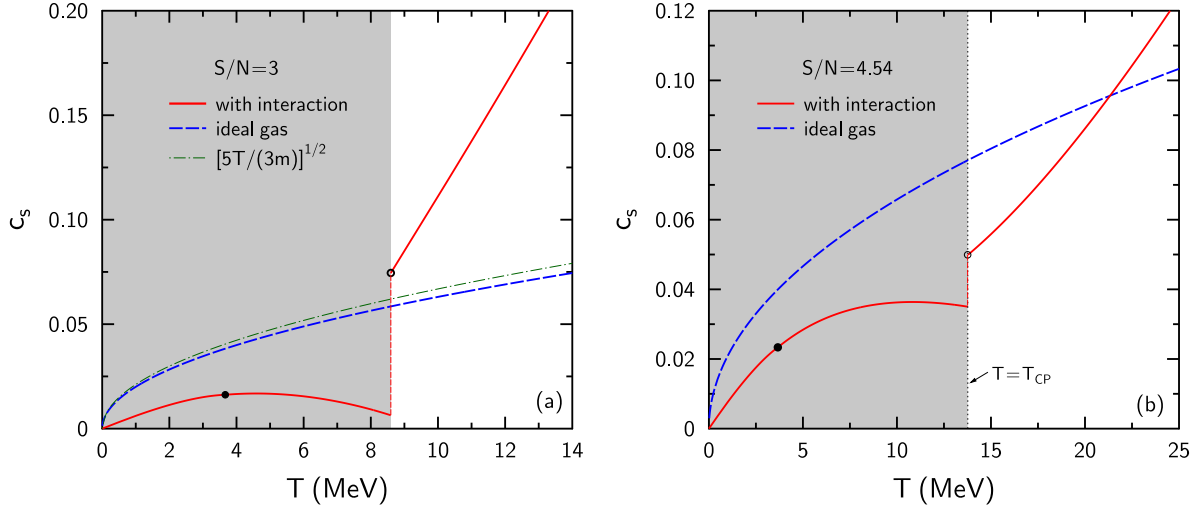 0.20
0.15
0.10
0.05
0
c_s
S/N=3
with interaction
ideal gas
[5T/(3m)]^{1/2}
(a)
0 2 4 6 8 10 12 14
T (MeV)
0.12
0.10
0.08
0.06
0.04
0.02
0
c_s
S/N=4.54
with interaction
ideal gas
T=T_{CP}
(b)
0 5 10 15 20 25
T (MeV)